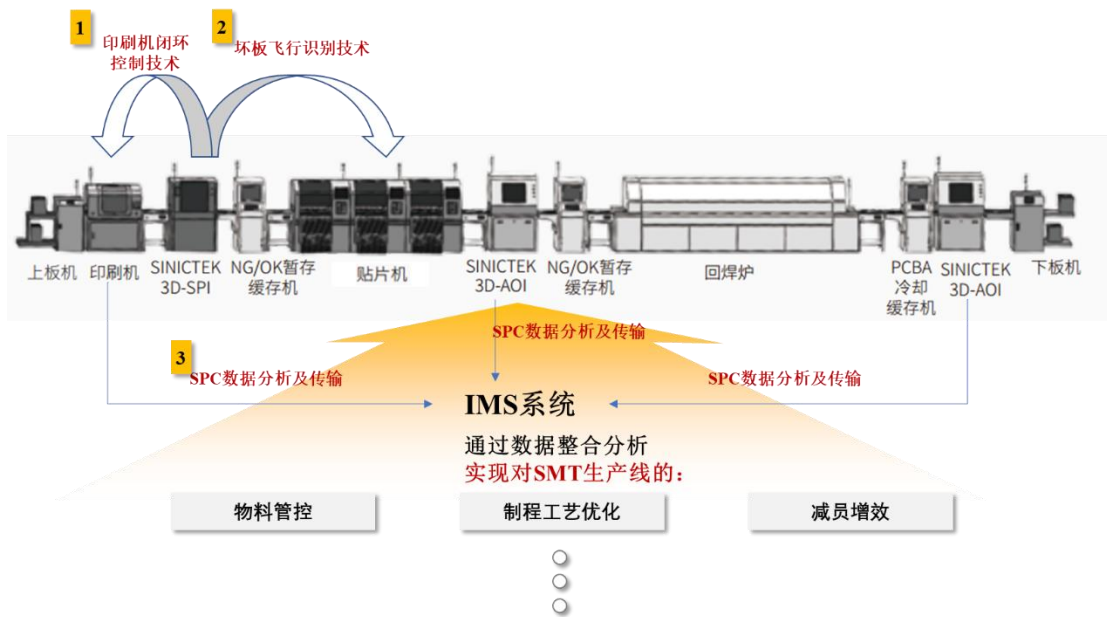 1
印刷机闭环
控制技术
2
坏板飞行识别技术
上板机
印刷机
SINICTEK
3D-SPI
NG/OK暂存
缓存机
贴片机
SINICTEK
3D-AOI
NG/OK暂存
缓存机
回焊炉
PCBA
冷却
缓存机
SINICTEK
3D-AOI
下板机
SPC数据分析及传输
3
SPC数据分析及传输
SPC数据分析及传输
IMS系统
通过数据整合分析
实现对SMT生产线的：
物料管控
制程工艺优化
减员增效